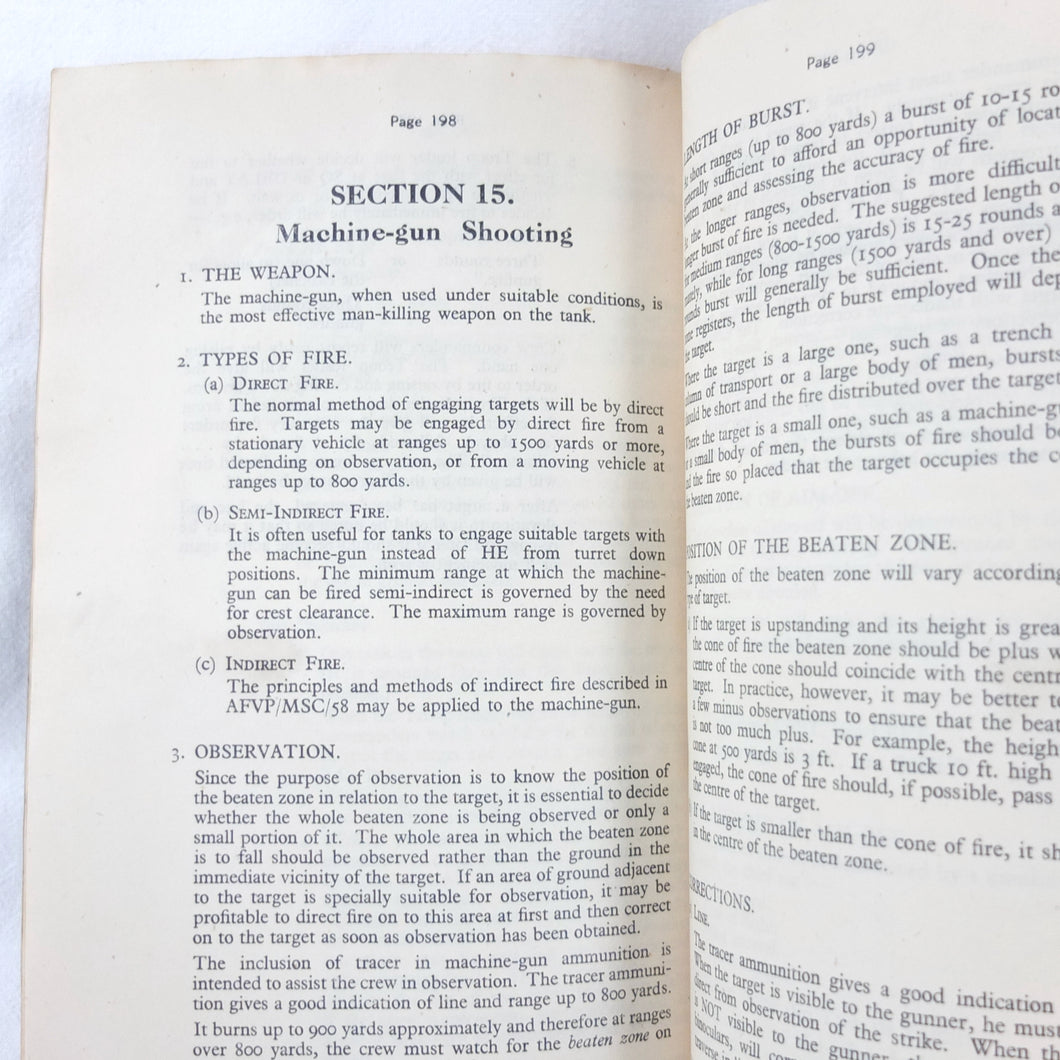 Page 198
SECTION 15.
Machine-gun Shooting
1. THE WEAPON.
The machine-gun, when used under suitable conditions, is
the most effective man-killing weapon on the tank.
2. TYPES OF FIRE.
(a) DIRECT FIRE.
The normal method of engaging targets will be by direct
fire. Targets may be engaged by direct fire from a
stationary vehicle at ranges up to 1500 yards or more,
depending on observation, or from a moving vehicle at
ranges up to 800 yards.
(b) SEMI-INDIRECT FIRE.
It is often useful for tanks to engage suitable targets with
the machine-gun instead of HE from turret down
positions. The minimum range at which the machine-
gun can be fired semi-indirect is governed by the need
for crest clearance. The maximum range is governed by
observation.
(c) INDIRECT FIRE.
The principles and methods of indirect fire described in
AFVP/MSC/58 may be applied to the machine-gun.
3. OBSERVATION.
Since the purpose of observation is to know the position of
the beaten zone in relation to the target, it is essential to decide
whether the whole beaten zone is being observed or only a
small portion of it. The whole area in which the beaten zone
is to fall should be observed rather than the ground in the
immediate vicinity of the target. If an area of ground adjacent
to the target is specially suitable for observation, it may be
profitable to direct fire on to this area at first and then correct
on to the target as soon as observation has been obtained.
The inclusion of tracer in machine-gun ammunition is
intended to assist the crew in observation. The tracer ammuni-
tion gives a good indication of line and range up to 800 yards.
It burns up to 900 yards approximately and therefore at ranges
over 800 yards, the crew must watch for the beaten zone on
Page 199
LENGTH OF BURST.
short ranges (up to 800 yards) a burst of 10-15
generally sufficient to afford an opportunity of
zone and assessing the accuracy of fire.
the longer ranges, observation is more difficult
burst of fire is needed. The suggested length
medium ranges (800-1500 yards) is 15-25 rounds
while for long ranges (1500 yards and over)
burst will generally be sufficient. Once the
registers, the length of burst employed will
the target.
the target is a large one, such as a trench
of transport or a large body of men, bursts
be short and the fire distributed over the target
the target is a small one, such as a
small body of men, the bursts of fire should
the fire so placed that the target occupies the
beaten zone.
POSITION OF THE BEATEN ZONE.
position of the beaten zone will vary
of target.
If the target is upstanding and its height is
the cone of fire the beaten zone should be plus
centre of the cone should coincide with the
target. In practice, however, it may be better
a few minus observations to ensure that the
is not too much plus. For example, the
cone at 500 yards is 3 ft. If a truck 10 ft. high
engaged, the cone of fire should, if possible, pass
the centre of the target.
If the target is smaller than the cone of fire, it
in the centre of the beaten zone.
CORRECTIONS.
LINE.
The tracer ammunition gives a good indication
When the target is visible to the gunner, he must
direct from observation of the strike. When
is NOT visible to the gunner
binoculars, will
traverse